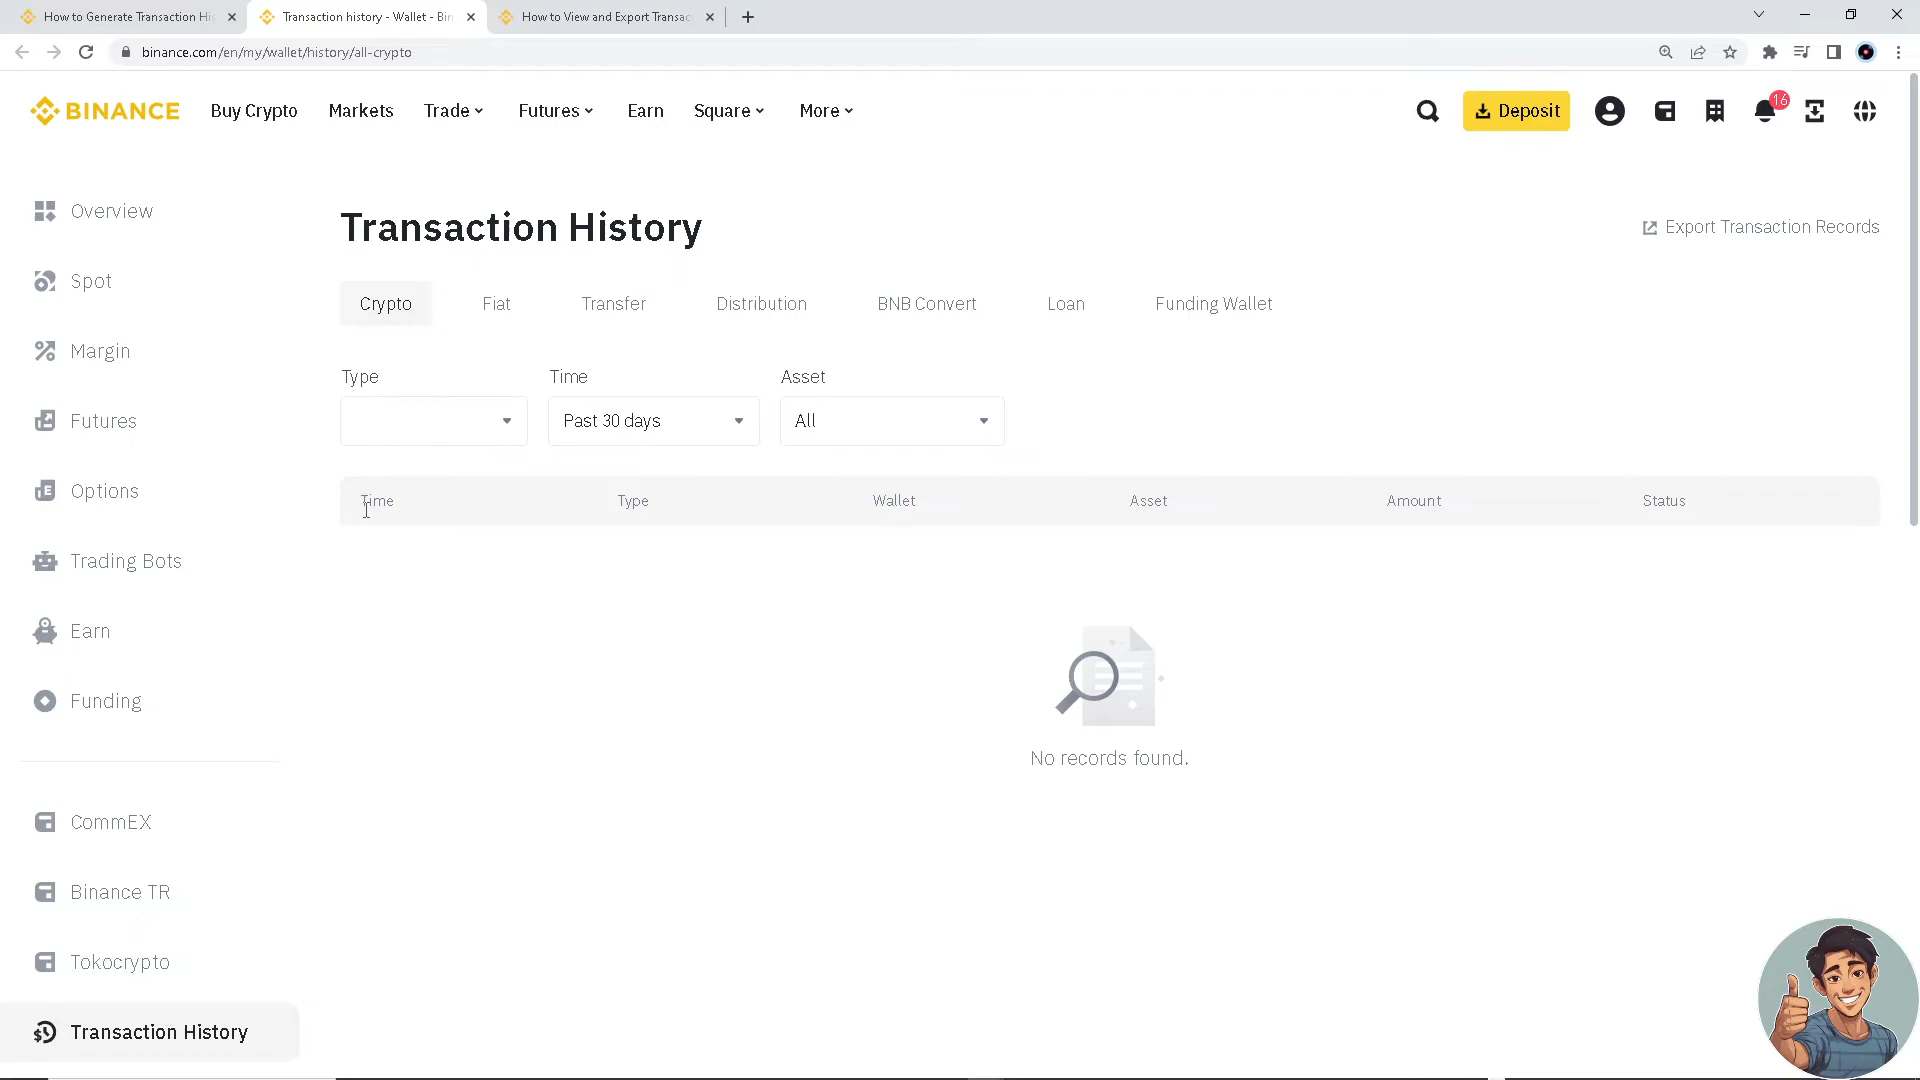 How to Generate Transaction His
Transaction history - Wallet - Bin
How to View and Export Transac
binance.com/en/my/wallet/history/all-crypto
BINANCE
Buy Crypto
Markets
Trade
Futures
Earn
Square
More
Deposit
16
Overview
Spot
Margin
Futures
Options
Trading Bots
Earn
Funding
CommEX
Binance TR
Tokocrypto
Transaction History
Transaction History
Export Transaction Records
Crypto
Fiat
Transfer
Distribution
BNB Convert
Loan
Funding Wallet
Type
Time
Asset
Past 30 days
All
Time
Type
Wallet
Asset
Amount
Status
No records found.